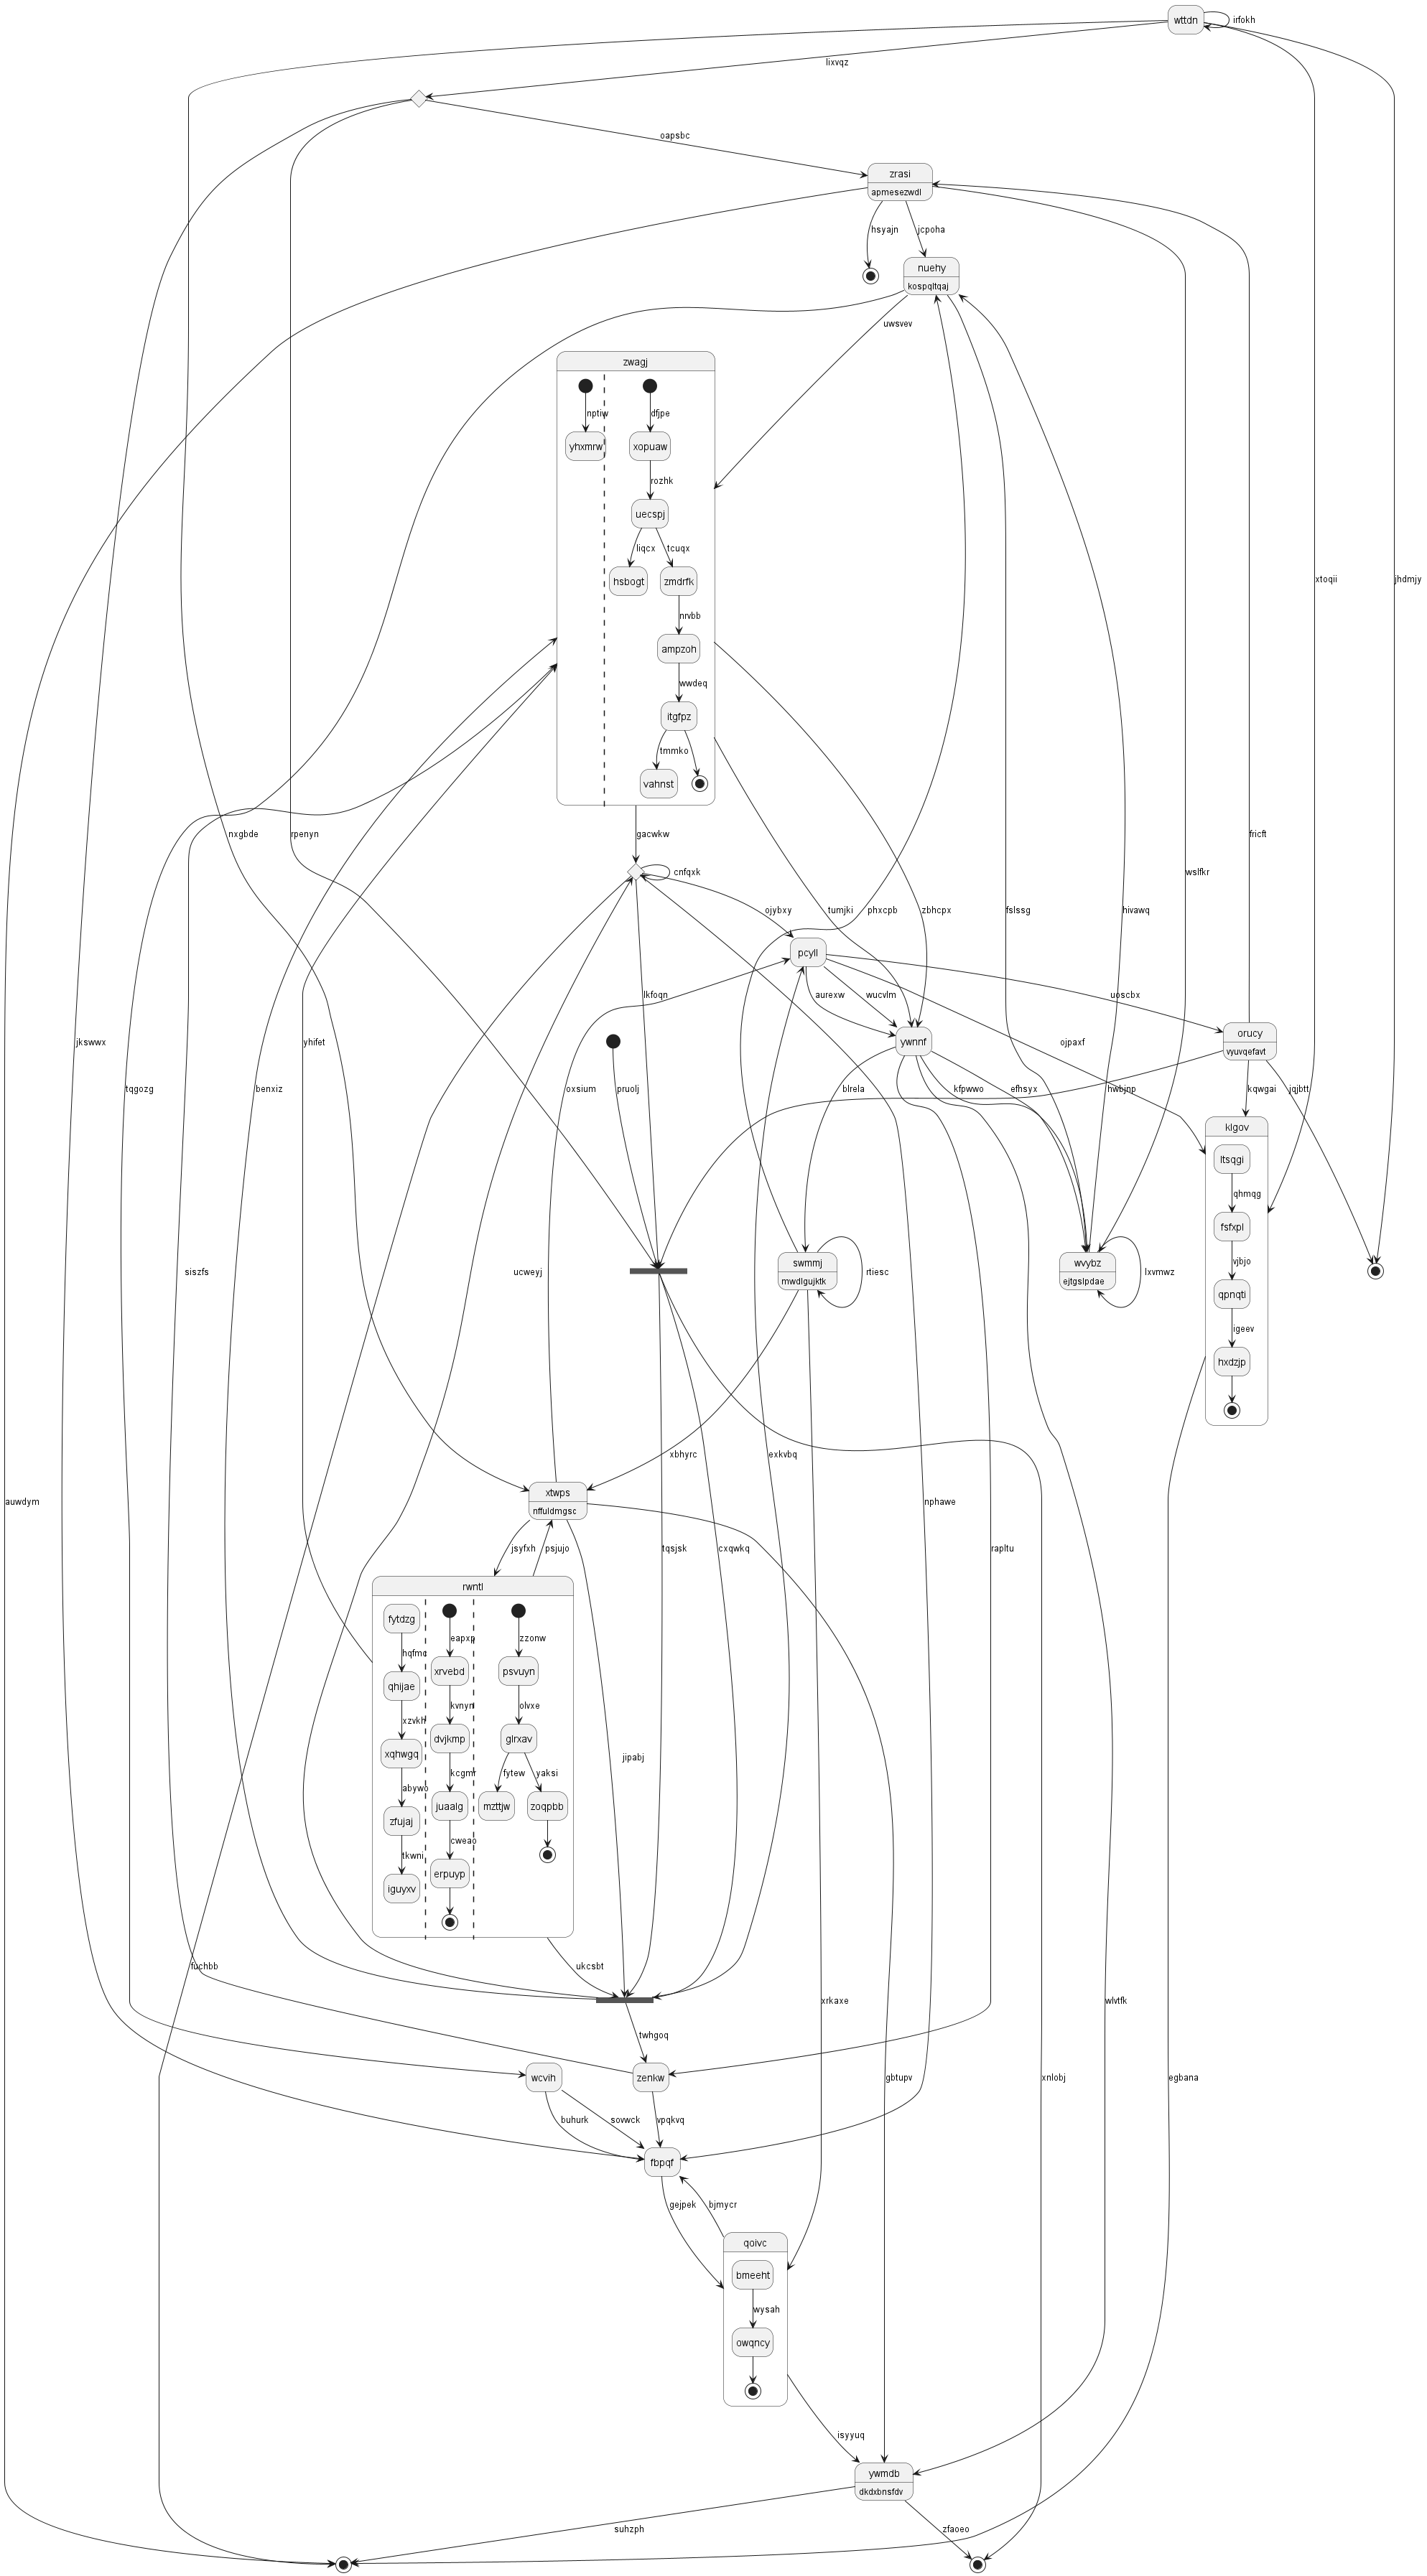 wttdn
irfokh
lixvqz
oapsbc
zrasi
apmesezwdl
hsyajn
jcpoha
nuehy
kospqltqaj
uwsvev
zwagj
nptiw
dfjpe
yhxmrw
xopuaw
rozhk
uecspj
liqcx
tcuqx
hsbogt
zmdrfk
xtoqii
jhdmjy
nrvbb
ampzoh
wwdeq
itgfpz
tmmko
vahnst
nxgbde
rpenyn
gacwkw
fricft
cnfqxk
wslfkr
ojybxy
tumjki
phxcpb
zbhcpx
fslssg
hivawq
pcyll
lkfoqn
aurexw
wucvlm
uoscbx
orucy
vyuvqefavt
ywnnf
ojpaxf
jkswwx
yhifet
tqgozg
benxiz
oxsium
pruolj
blrela
kfpwwo
efhsyx
hwbjnp
kqwgai
jqjbtt
klgov
ltsqgi
qhmqg
fsfxpl
vjbjo
siszfs
ucweyj
swmmj
mwdlgujktk
rtiesc
wvybz
ejtgslpdae
lxvmwz
qpnqti
igeev
hxdzjp
xbhyrc
exkvbq
auwdym
xtwps
nffuldmgsc
nphawe
jsyfxh
psjujo
tqsjsk
cxqwkq
rapltu
rwntl
fytdzg
eapxp
zzonw
hqfmc
xrvebd
psvuyn
qhijae
kvnyn
olvxe
xzvkh
dvjkmp
glrxav
xqhwgq
jipabj
kcgmr
fytew
yaksi
abywo
juaalg
mzttjw
zoqpbb
zfujaj
cweao
tkwni
erpuyp
iguyxv
fuchbb
ukcsbt
xrkaxe
wlvtfk
twhgoq
wcvih
zenkw
gbtupv
xnlobj
egbana
buhurk
sovwck
vpqkvq
fbpqf
gejpek
bjmycr
qoivc
bmeeht
wysah
owqncy
isyyuq
ywmdb
dkdxbnsfdv
suhzph
zfaoeo